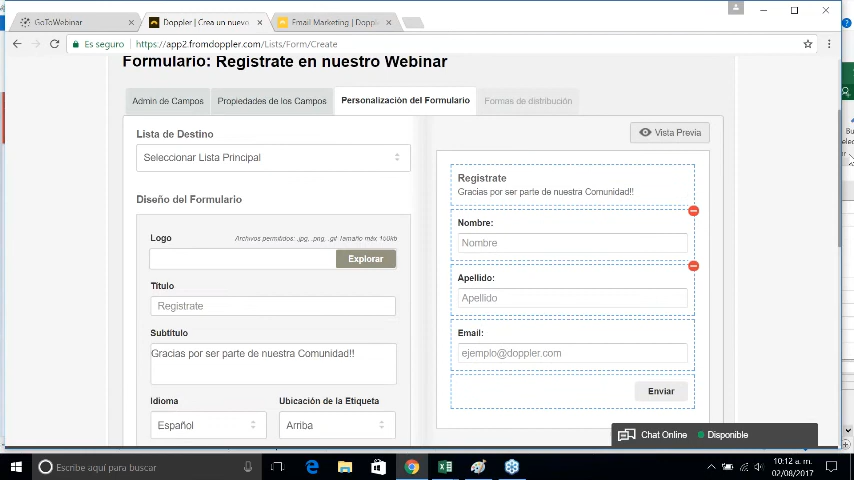 GoToWebinar
Doppler | Crea un nuevo
Email Marketing | Doppl
Es seguro
https://app2.fromdoppler.com/Lists/Form/Create
Formulario: Registrate en nuestro Webinar
Admin de Campos
Propiedades de los Campos
Personalización del Formulario
Formas de distribución
Lista de Destino
Seleccionar Lista Principal
Diseño del Formulario
Logo
Archivos permitidos: .jpg, .png, .gif Tamaño máx 150kb
Explorar
Título
Registrate
Subtítulo
Gracias por ser parte de nuestra Comunidad!!
Idioma
Ubicación de la Etiqueta
Español
Arriba
Vista Previa
Registrate
Gracias por ser parte de nuestra Comunidad!!
Nombre:
Nombre
Apellido:
Apellido
Email:
ejemplo@doppler.com
Enviar
Chat Online
Disponible
Escribe aquí para buscar
10:12 a. m.
02/08/2017